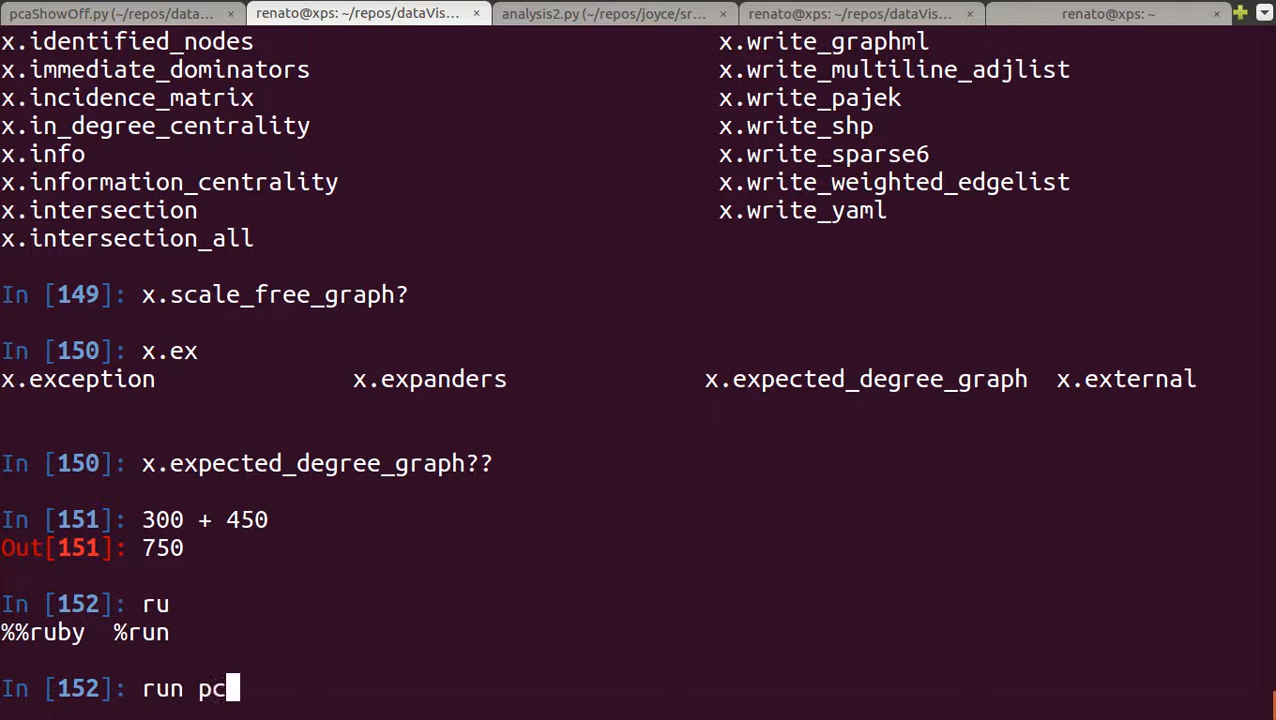 pcaShowOff.py (~/repos/data... × renato@xps: ~/repos/dataVis... × analysis2.py (~/repos/joyce/sr... × renato@xps: ~/repos/dataVis... × renato@xps: ~ ×
x.identified_nodes x.write_graphml
x.immediate_dominators x.write_multiline_adjlist
x.incidence_matrix x.write_pajek
x.in_degree_centrality x.write_shp
x.info x.write_sparse6
x.information_centrality x.write_weighted_edgelist
x.intersection x.write_yaml
x.intersection_all
In [149]: x.scale_free_graph?
In [150]: x.ex
x.exception x.expanders x.expected_degree_graph x.external
In [150]: x.expected_degree_graph??
In [151]: 300 + 450
Out[151]: 750
In [152]: ru
%%ruby %run
In [152]: run pc